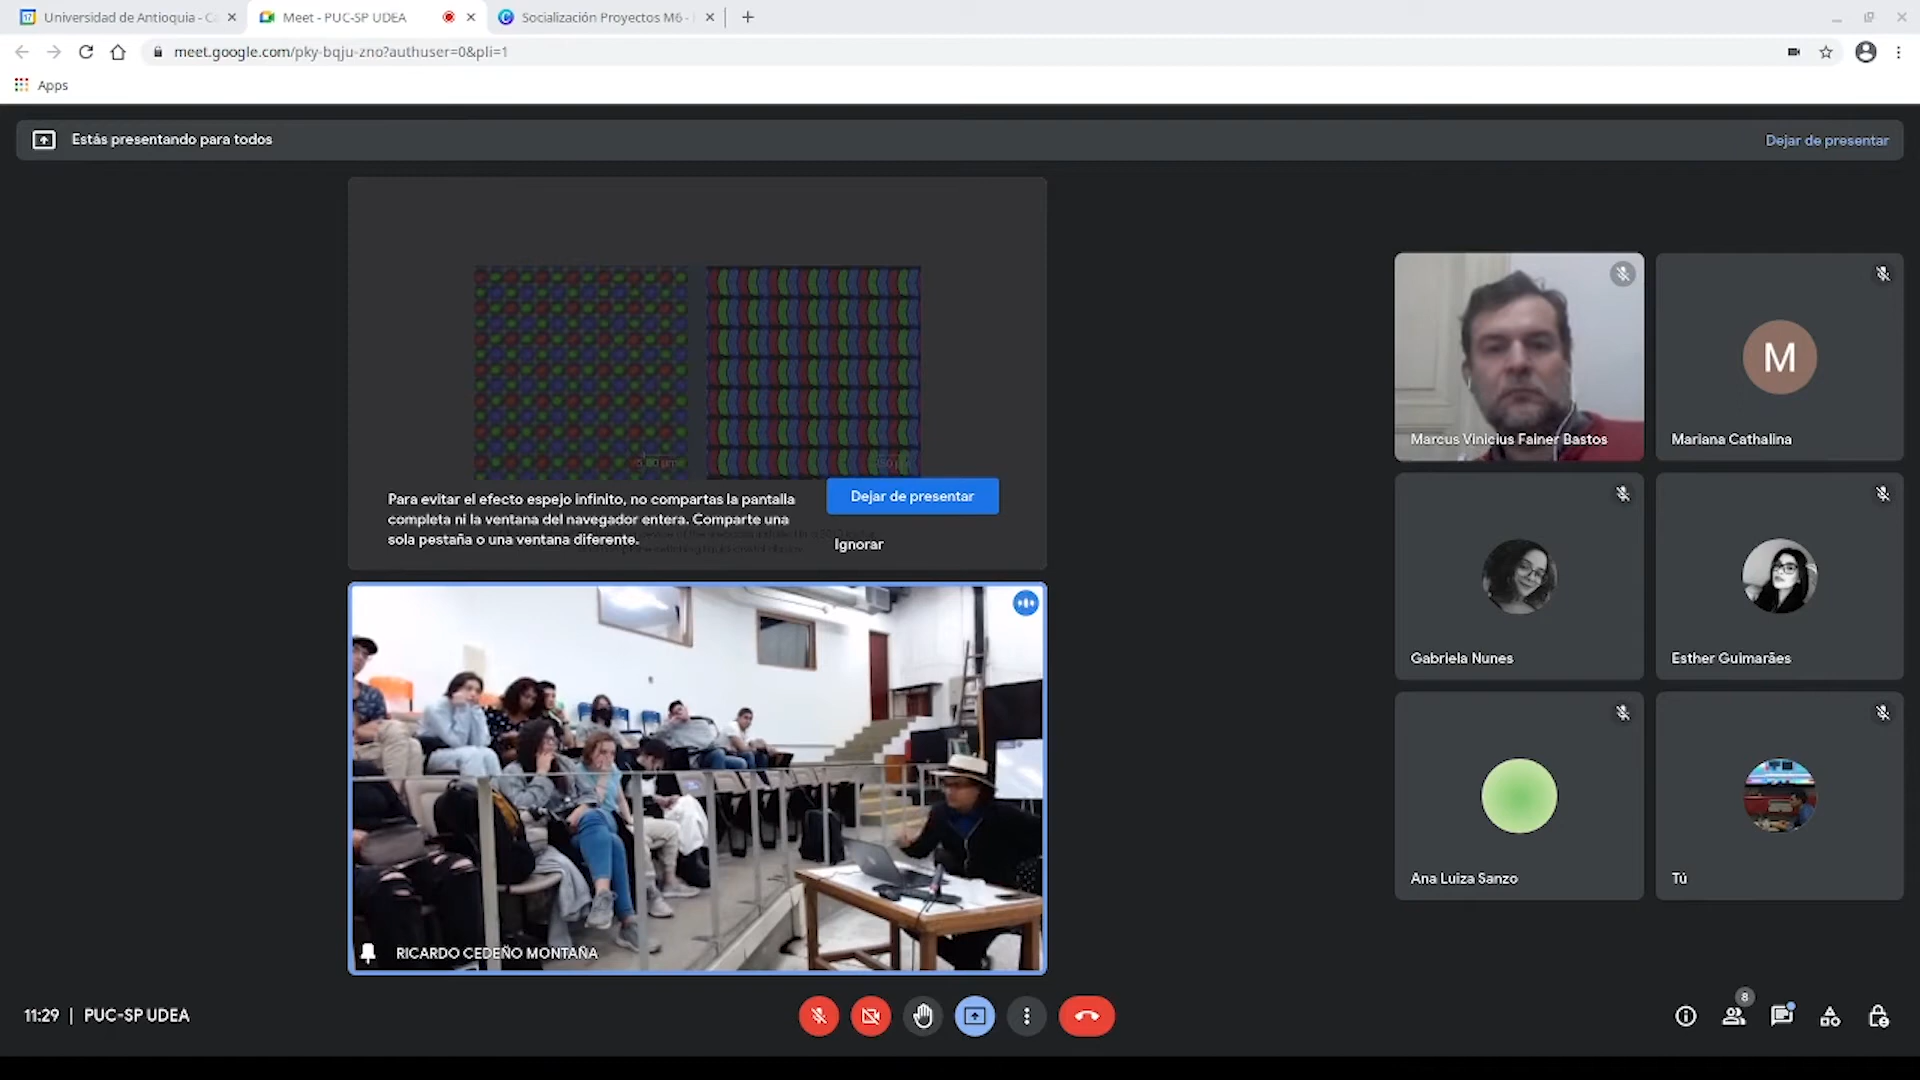 Universidad de Antioquia - Ca
Meet - PUC-SP UDEA
Socialización Proyectos M6 -
meet.google.com/pky-bqju-zno?authuser=0&pli=1
Apps
Estás presentando para todos
Dejar de presentar
Para evitar el efecto espejo infinito, no compartas la pantalla
completa ni la ventana del navegador entera. Comparte una
sola pestaña o una ventana diferente.
Dejar de presentar
Ignorar
Marcus Vinicius Fainer Bastos
M
Mariana Cathalina
Gabriela Nunes
Esther Guimarães
Ana Luiza Sanzo
Tú
RICARDO CEDEÑO MONTAÑA
11:29 | PUC-SP UDEA
8